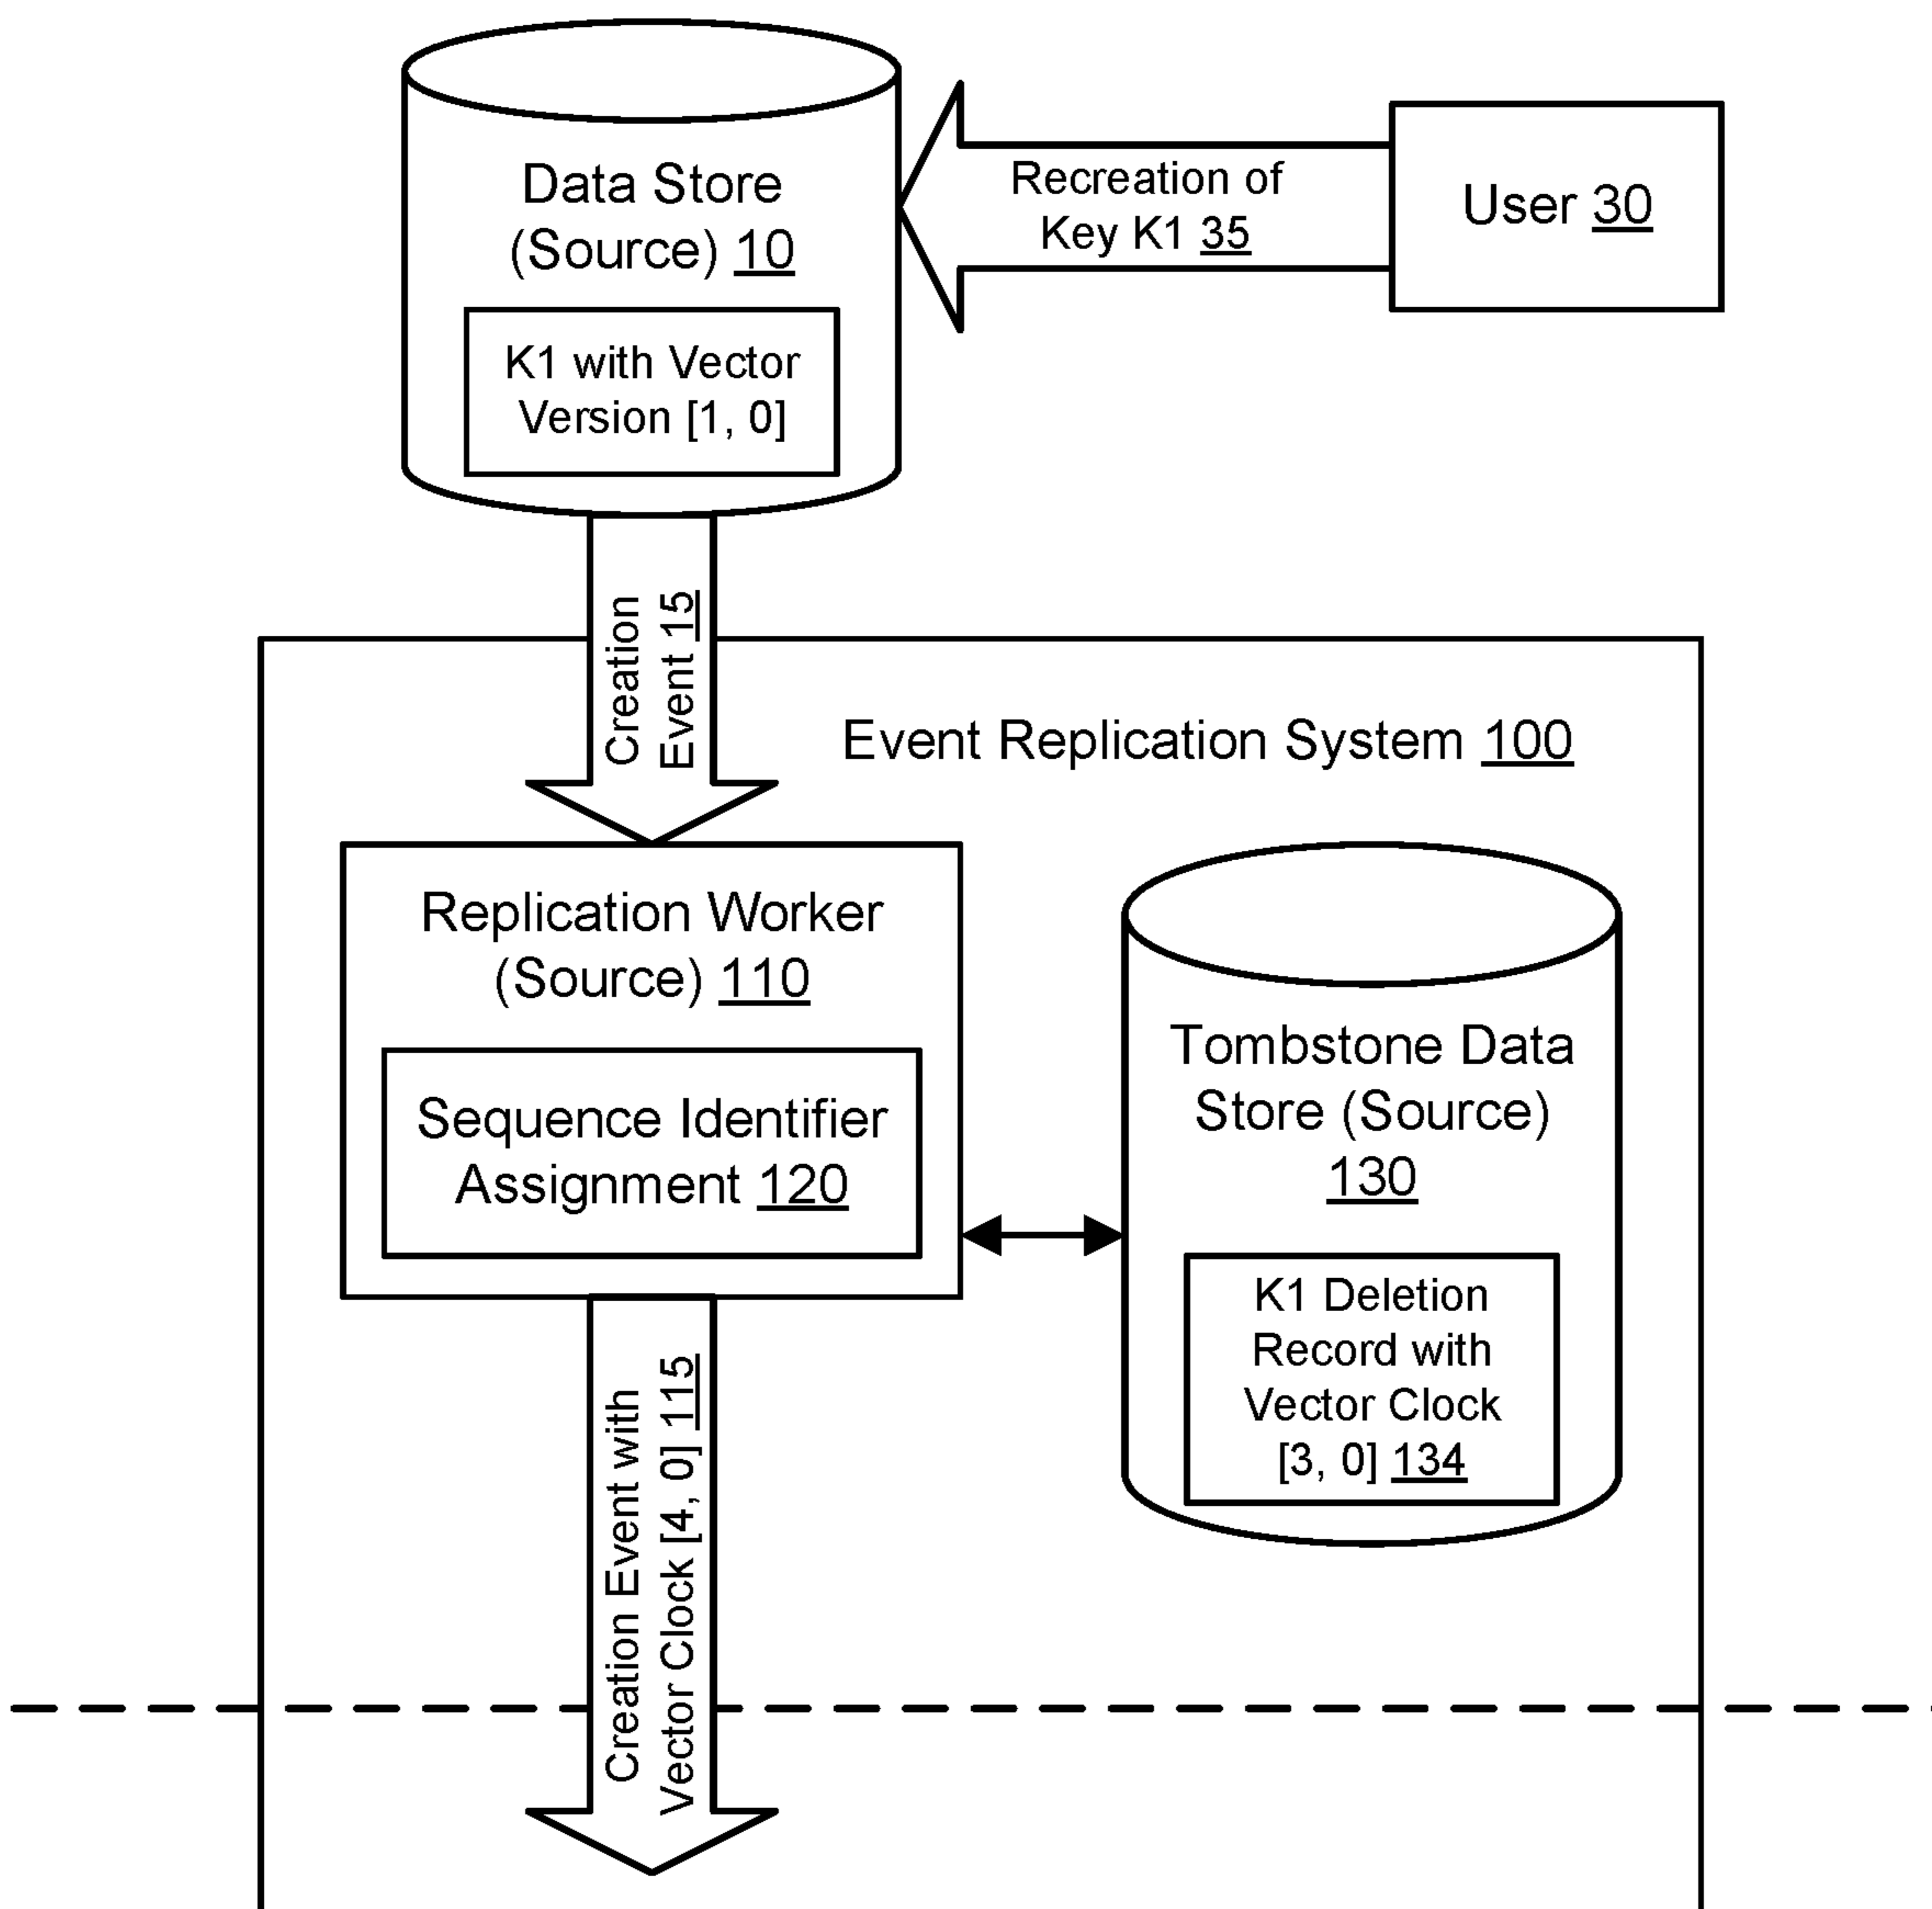 Data Store
(Source) 10
K1 with Vector
Version [1, 0]
Recreation of
Key K1 35
User 30
Creation
Event 15
Event Replication System 100
Replication Worker
(Source) 110
Sequence Identifier
Assignment 120
Tombstone Data
Store (Source)
130
K1 Deletion
Record with
Vector Clock
[3, 0] 134
Creation Event with
Vector Clock [4, 0] 115